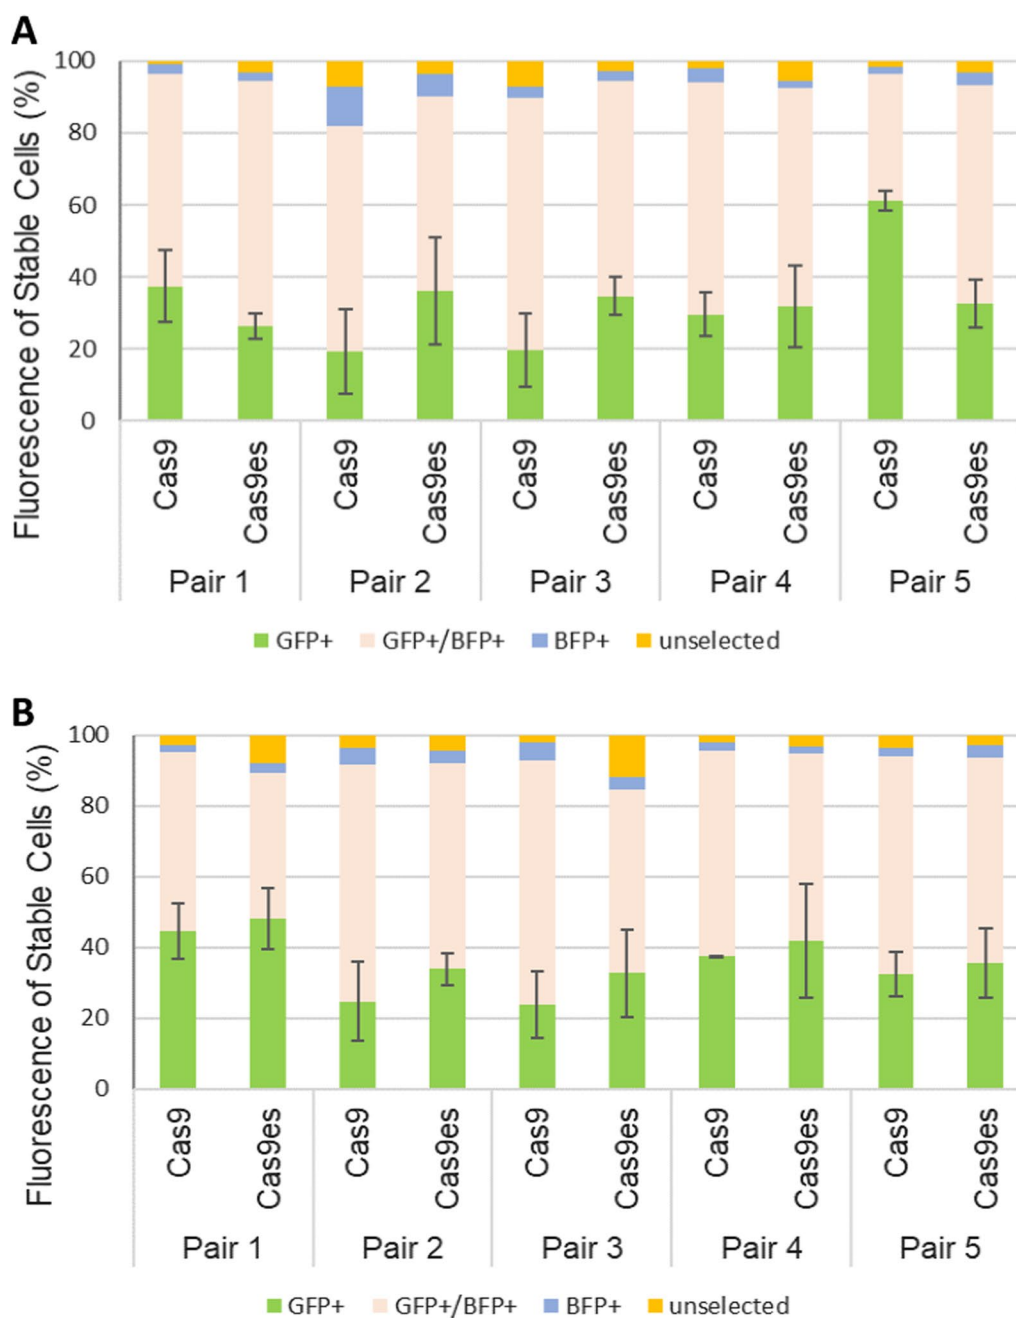 A
Fluorescence of Stable Cells (%)
100
80
60
40
20
0
Cas9 Cas9es Cas9 Cas9es Cas9 Cas9es Cas9 Cas9es Cas9 Cas9es
Pair 1 Pair 2 Pair 3 Pair 4 Pair 5
GFP+ GFP+/BFP+ BFP+ unselected
B
Fluorescence of Stable Cells (%)
100
80
60
40
20
0
Cas9 Cas9es Cas9 Cas9es Cas9 Cas9es Cas9 Cas9es Cas9 Cas9es
Pair 1 Pair 2 Pair 3 Pair 4 Pair 5
GFP+ GFP+/BFP+ BFP+ unselected